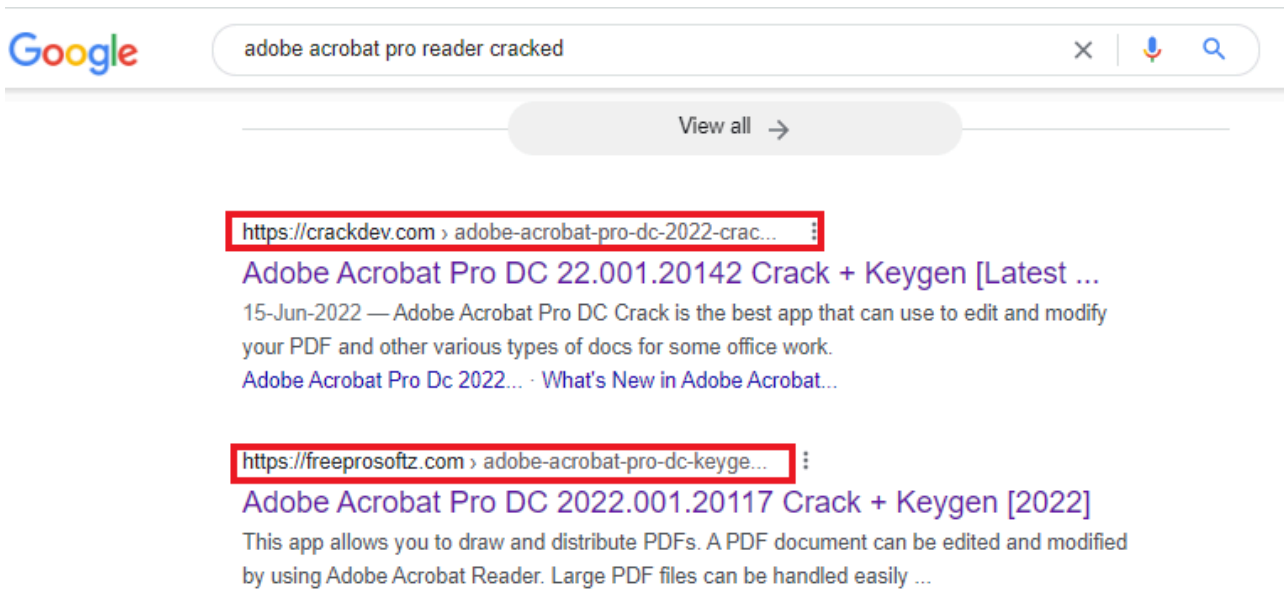 Google
adobe acrobat pro reader cracked
View all →
https://crackdev.com › adobe-acrobat-pro-dc-2022-crac...
Adobe Acrobat Pro DC 22.001.20142 Crack + Keygen [Latest ...
15-Jun-2022 — Adobe Acrobat Pro DC Crack is the best app that can use to edit and modify
your PDF and other various types of docs for some office work.
Adobe Acrobat Pro Dc 2022... · What's New in Adobe Acrobat...
https://freeprosoftz.com › adobe-acrobat-pro-dc-keyge...
Adobe Acrobat Pro DC 2022.001.20117 Crack + Keygen [2022]
This app allows you to draw and distribute PDFs. A PDF document can be edited and modified
by using Adobe Acrobat Reader. Large PDF files can be handled easily ...